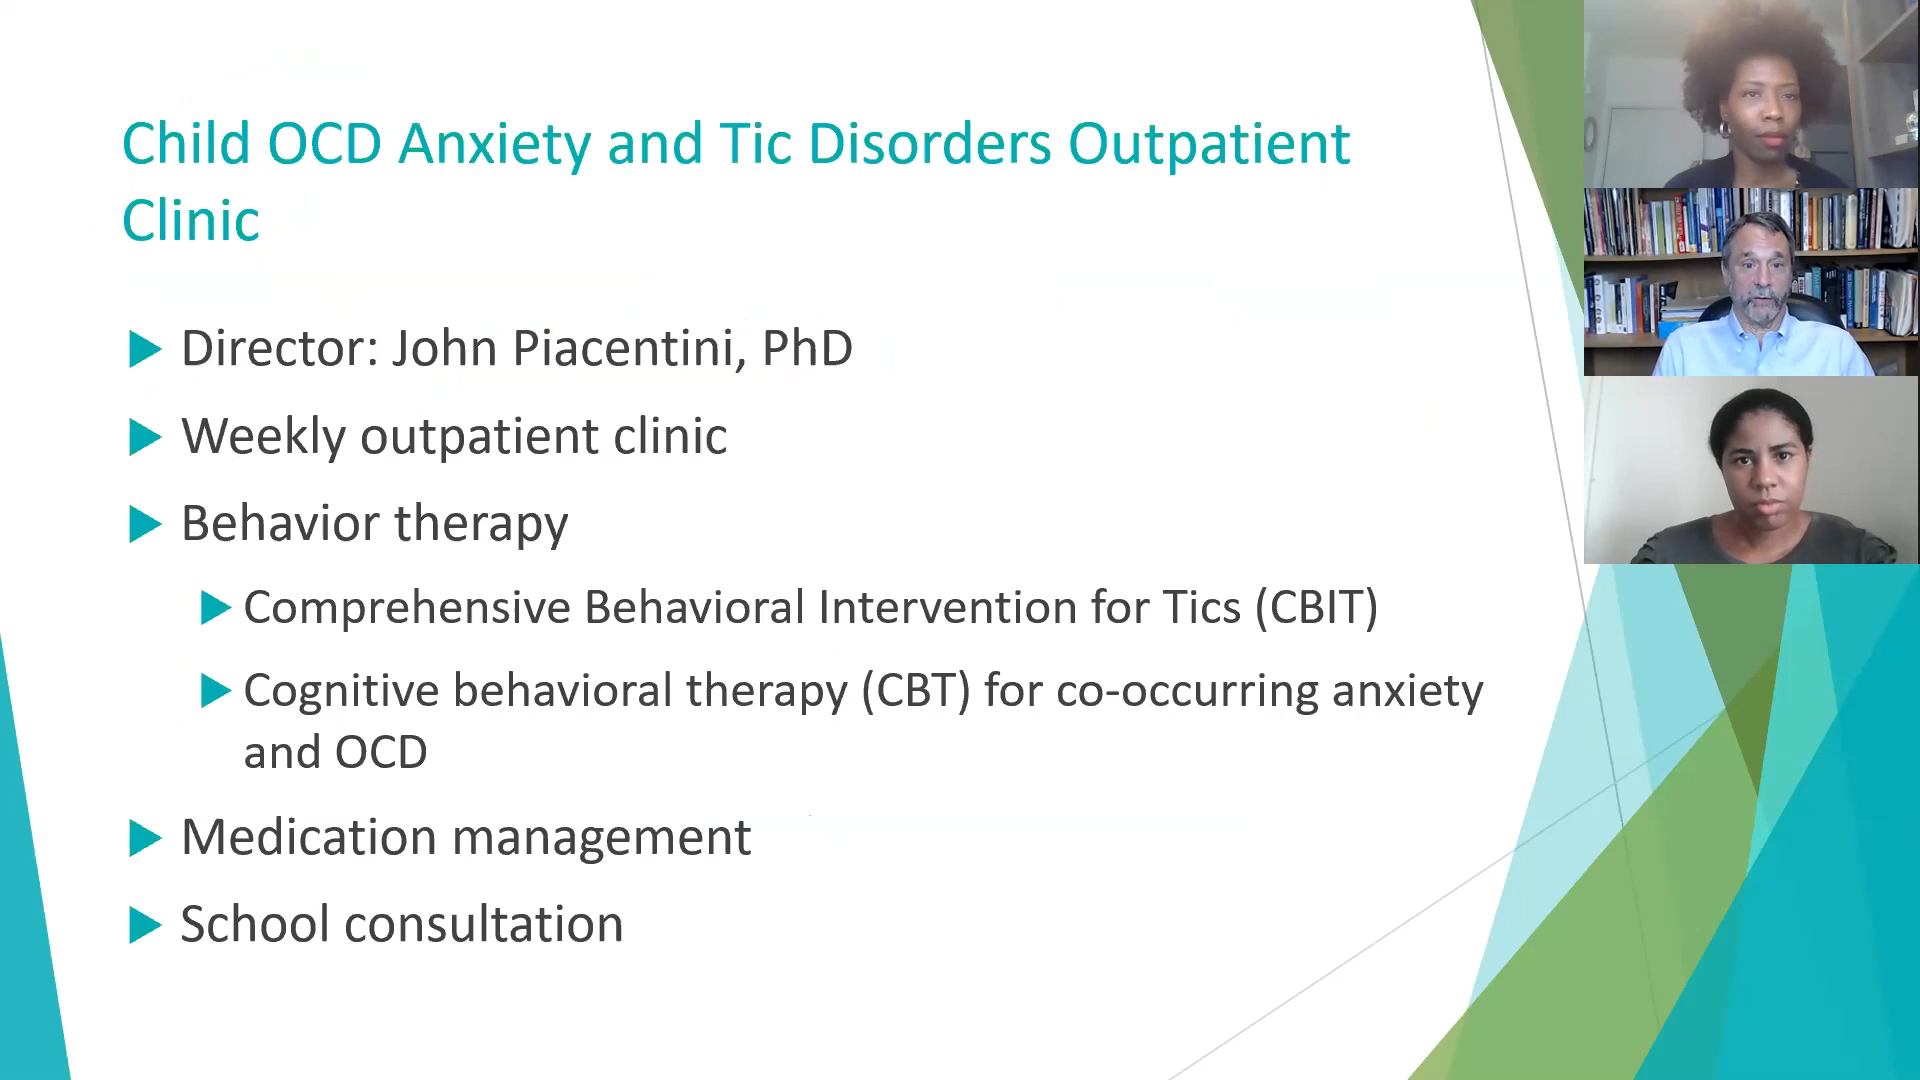 Child OCD Anxiety and Tic Disorders Outpatient
Clinic
Director: John Piacentini, PhD
Weekly outpatient clinic
Behavior therapy
Comprehensive Behavioral Intervention for Tics (CBIT)
Cognitive behavioral therapy (CBT) for co-occurring anxiety
and OCD
Medication management
School consultation